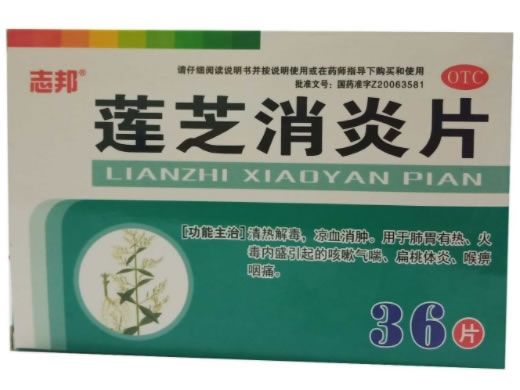 请仔细阅读说明书并按说明使用或在药师指导下购买和使用
批准文号：国药准字Z20063581
OTC
志邦®
莲芝消炎片
LIANZHI XIAOYAN PIAN
[功能主治]清热解毒，凉血消肿。用于肺胃有热、火
毒内盛引起的咳嗽气喘、扁桃体炎、喉痹
咽痛。
36片